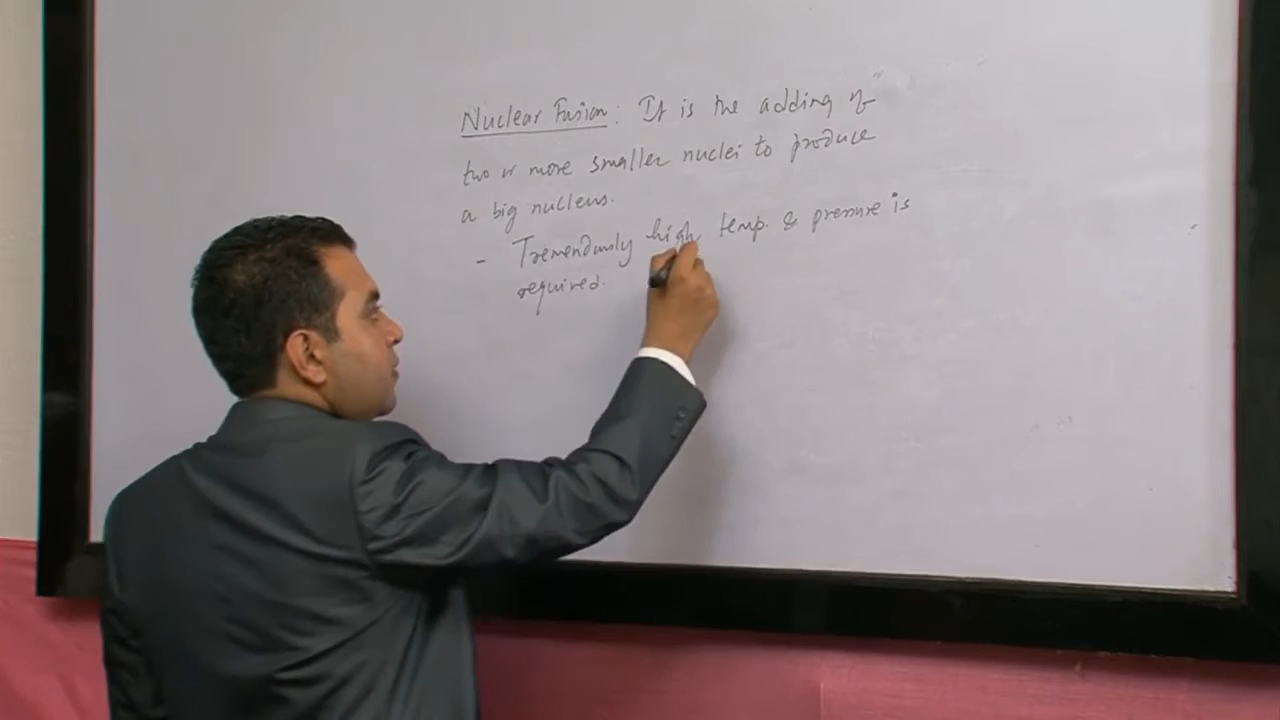 Nuclear Fusion: It is the adding of
two or more smaller nuclei to produce
a big nucleus.
- Tremendously high temp. & pressure is
required.